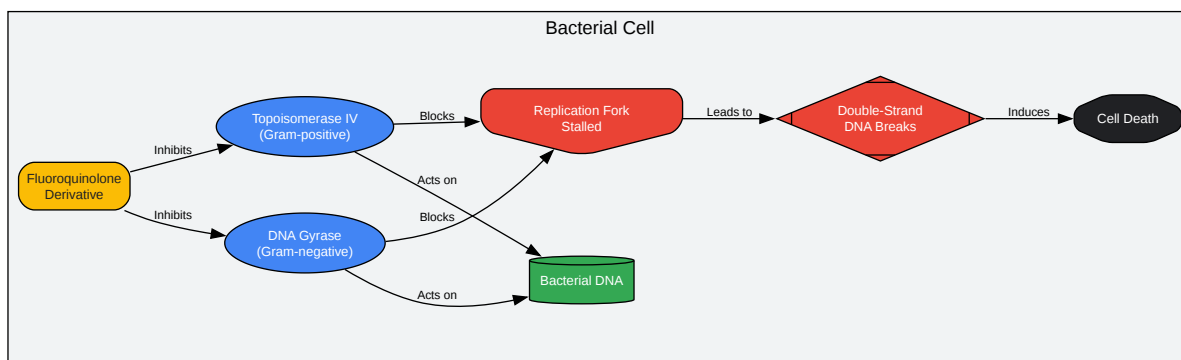 Bacterial Cell
Fluoroquinolone
Derivative
Inhibits
Inhibits
Topoisomerase IV
(Gram-positive)
DNA Gyrase
(Gram-negative)
Blocks
Acts on
Blocks
Acts on
Replication Fork
Stalled
Bacterial DNA
Leads to
Double-Strand
DNA Breaks
Induces
Cell Death